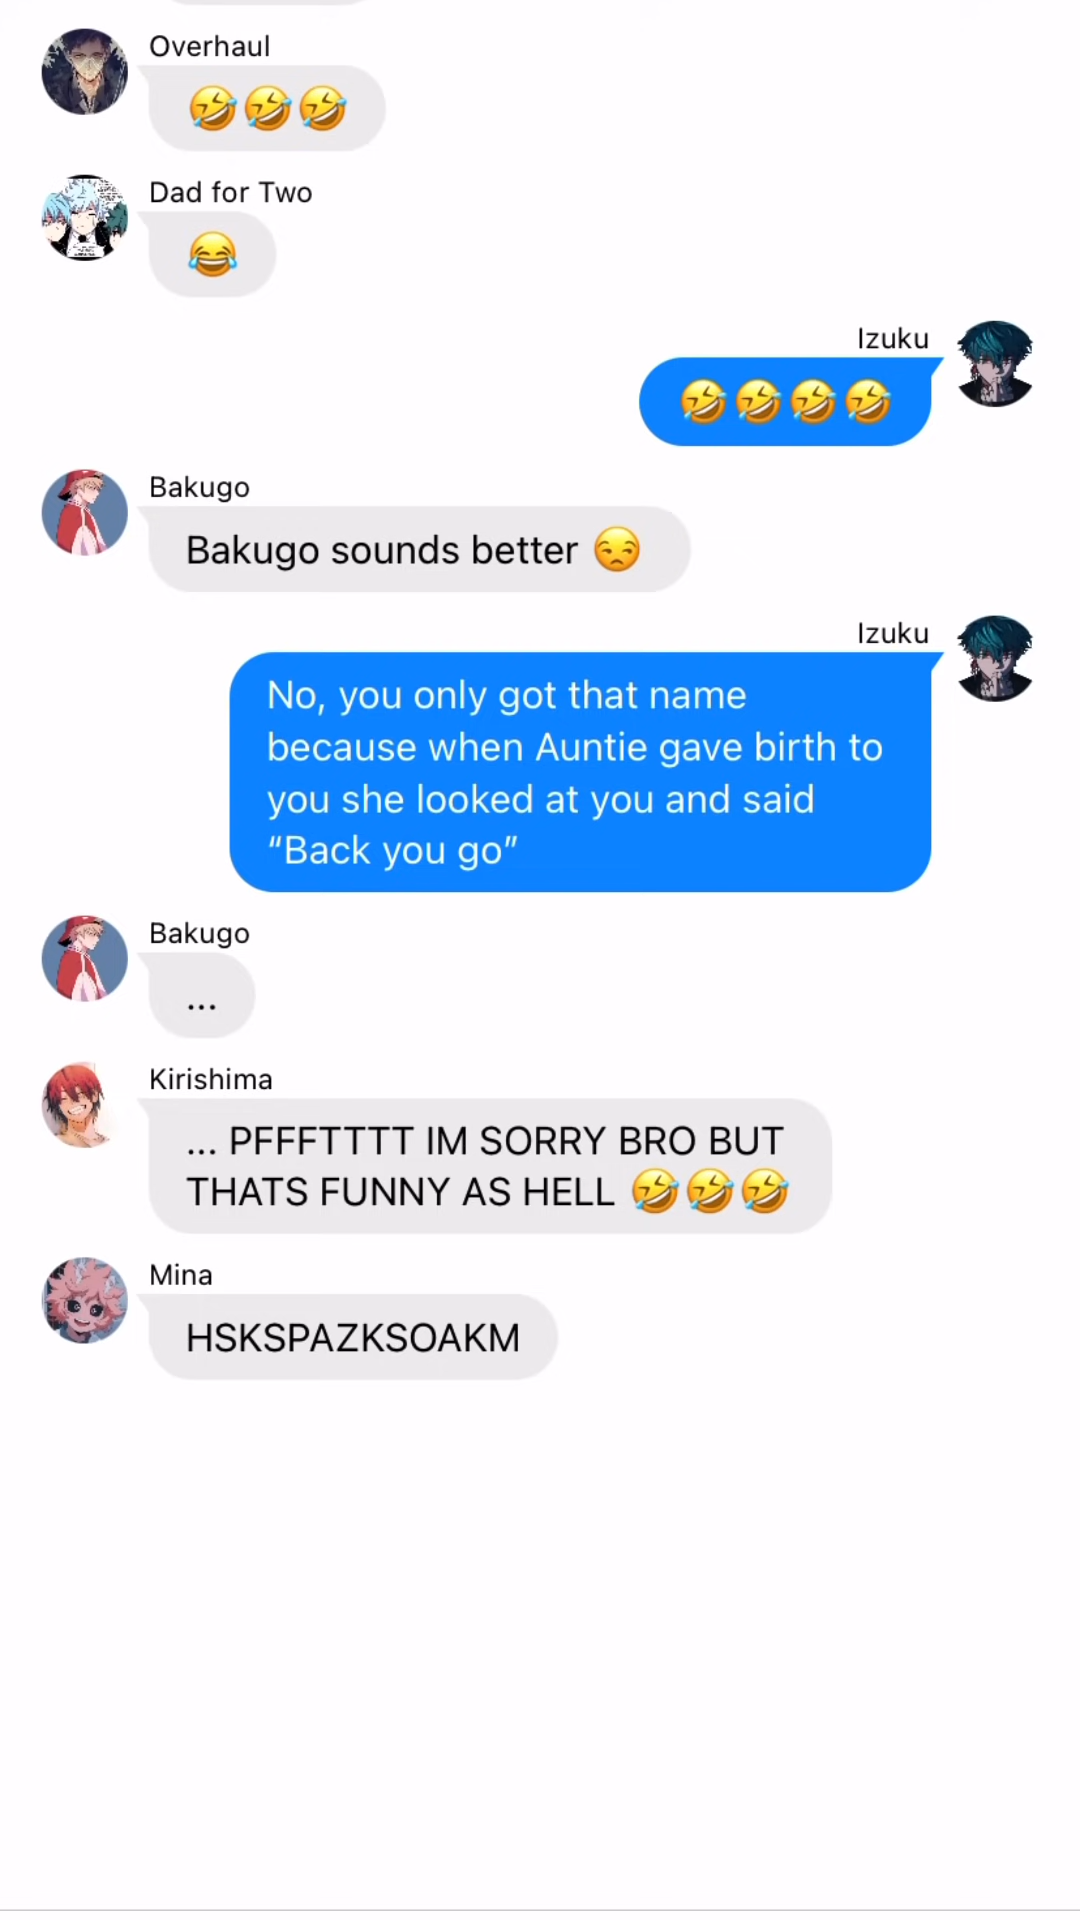 Overhaul
🤣🤣🤣
Dad for Two
😂
Izuku
🤣🤣🤣🤣
Bakugo
Bakugo sounds better 😒
Izuku
No, you only got that name
because when Auntie gave birth to
you she looked at you and said
“Back you go”
Bakugo
...
Kirishima
... PFFFTTTT IM SORRY BRO BUT
THATS FUNNY AS HELL 🤣🤣🤣
Mina
HSKSPAZKSOAKM